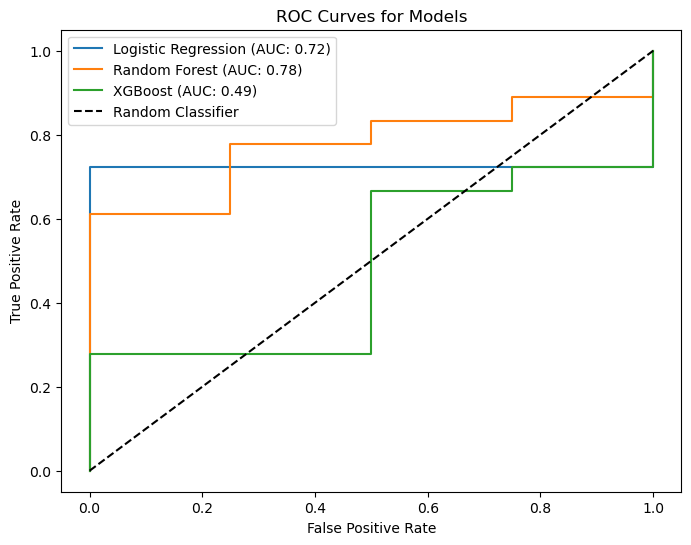 ROC Curves for Models
Logistic Regression (AUC: 0.72)
Random Forest (AUC: 0.78)
XGBoost (AUC: 0.49)
Random Classifier
True Positive Rate
1.0
0.8
0.6
0.4
0.2
0.0
0.0 0.2 0.4 0.6 0.8 1.0
False Positive Rate